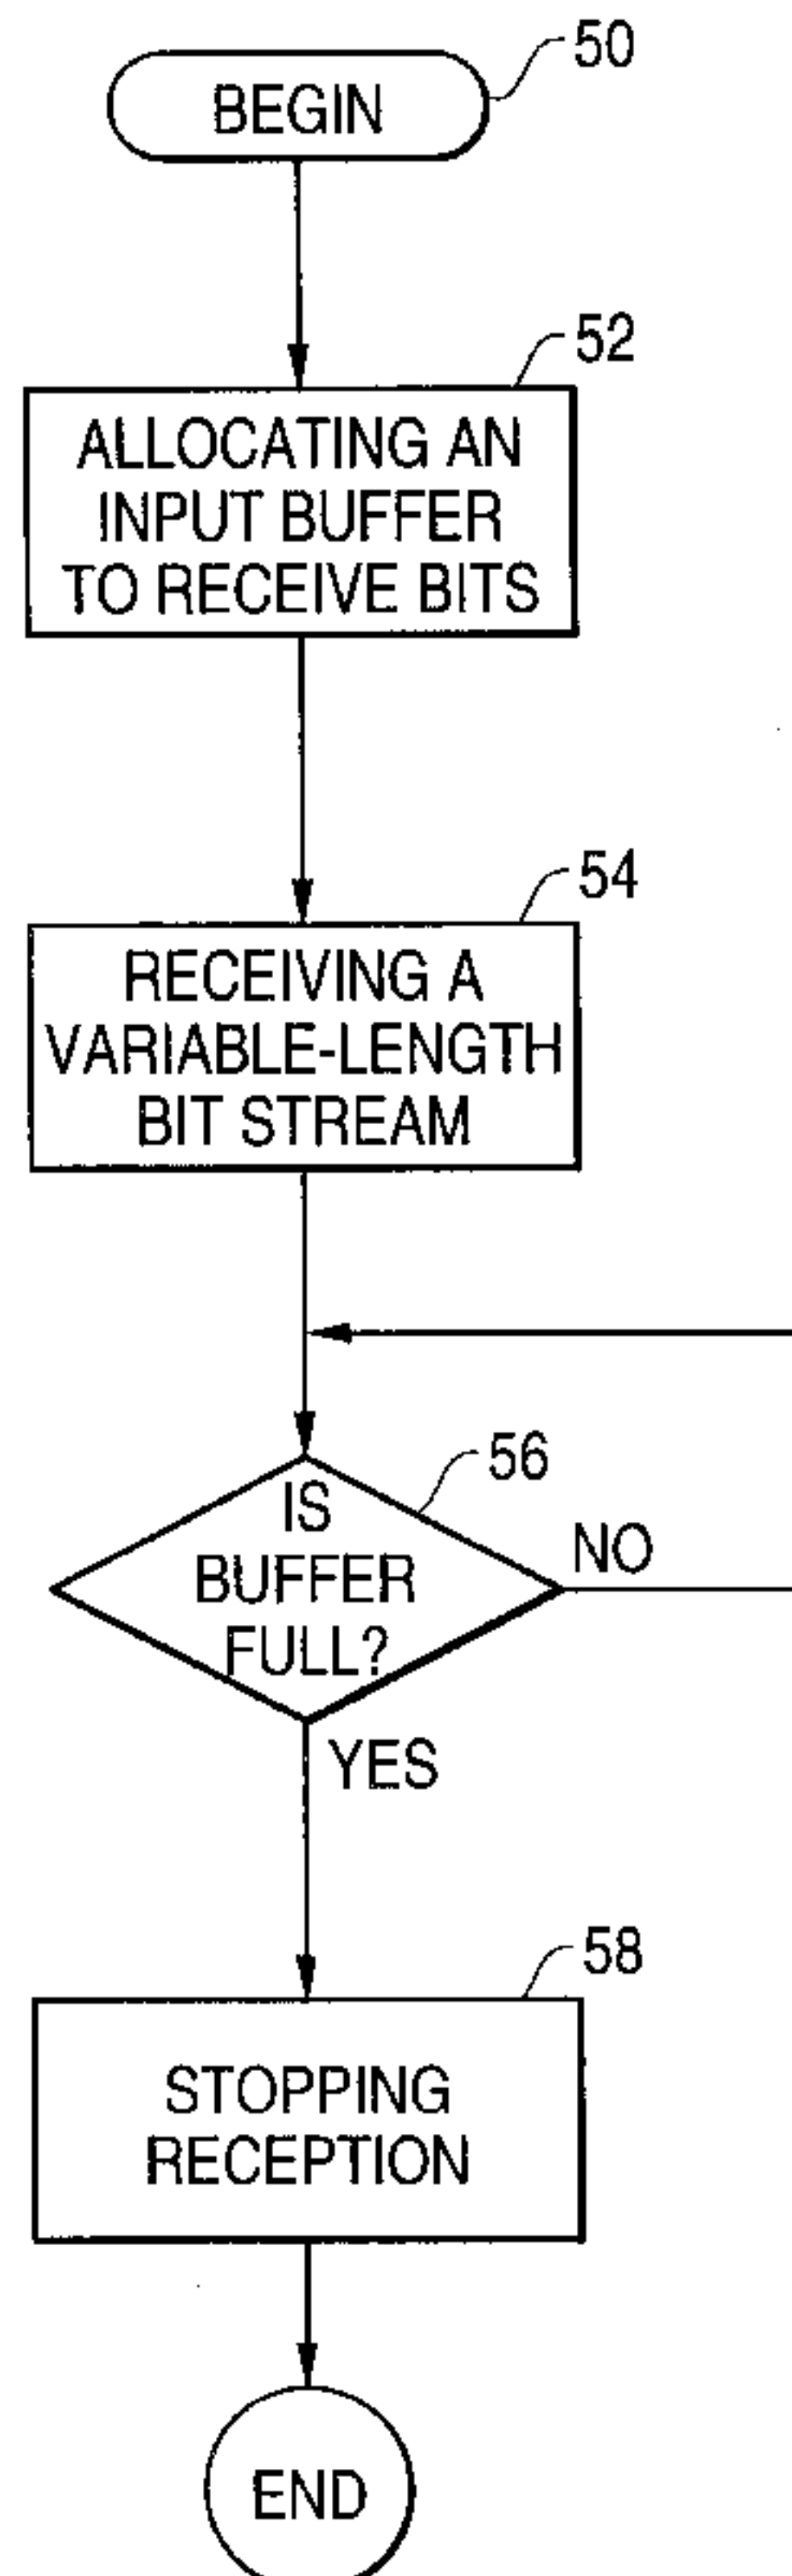 50
BEGIN
52
ALLOCATING AN
INPUT BUFFER
TO RECEIVE BITS
54
RECEIVING A
VARIABLE-LENGTH
BIT STREAM
56
IS
BUFFER
FULL?
NO
YES
58
STOPPING
RECEPTION
END